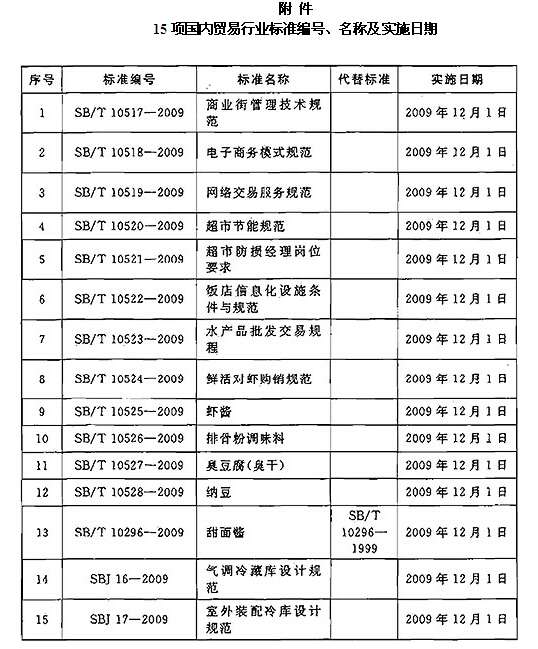 附 件
15 项国内贸易行业标准编号、名称及实施日期
序号 标准编号 标准名称 代替标准 实施日期
1 SB/T 10517—2009 商业街管理技术规 2009 年 12 月 1 日
范
2 SB/T 10518—2009 电子商务模式规范 2009 年 12 月 1 日
3 SB/T 10519—2009 网络交易服务规范 2009 年 12 月 1 日
4 SB/T 10520—2009 超市节能规范 2009 年 12 月 1 日
5 SB/T 10521—2009 超市防损经理岗位 2009 年 12 月 1 日
要求
6 SB/T 10522—2009 饭店信息化设施条 2009 年 12 月 1 日
件与规范
7 SB/T 10523—2009 水产品批发交易规 2009 年 12 月 1 日
程
8 SB/T 10524—2009 鲜活对虾购销规范 2009 年 12 月 1 日
9 SB/T 10525—2009 虾酱 2009 年 12 月 1 日
10 SB/T 10526—2009 排骨粉调味料 2009 年 12 月 1 日
11 SB/T 10527—2009 臭豆腐(臭干) 2009 年 12 月 1 日
12 SB/T 10528—2009 纳豆 2009 年 12 月 1 日
13 SB/T 10296—2009 甜面酱 SB/T 2009 年 12 月 1 日
10296—
1999
14 SBJ 16—2009 气调冷藏库设计规 2009 年 12 月 1 日
范
15 SBJ 17—2009 室外装配冷库设计 2009 年 12 月 1 日
规范